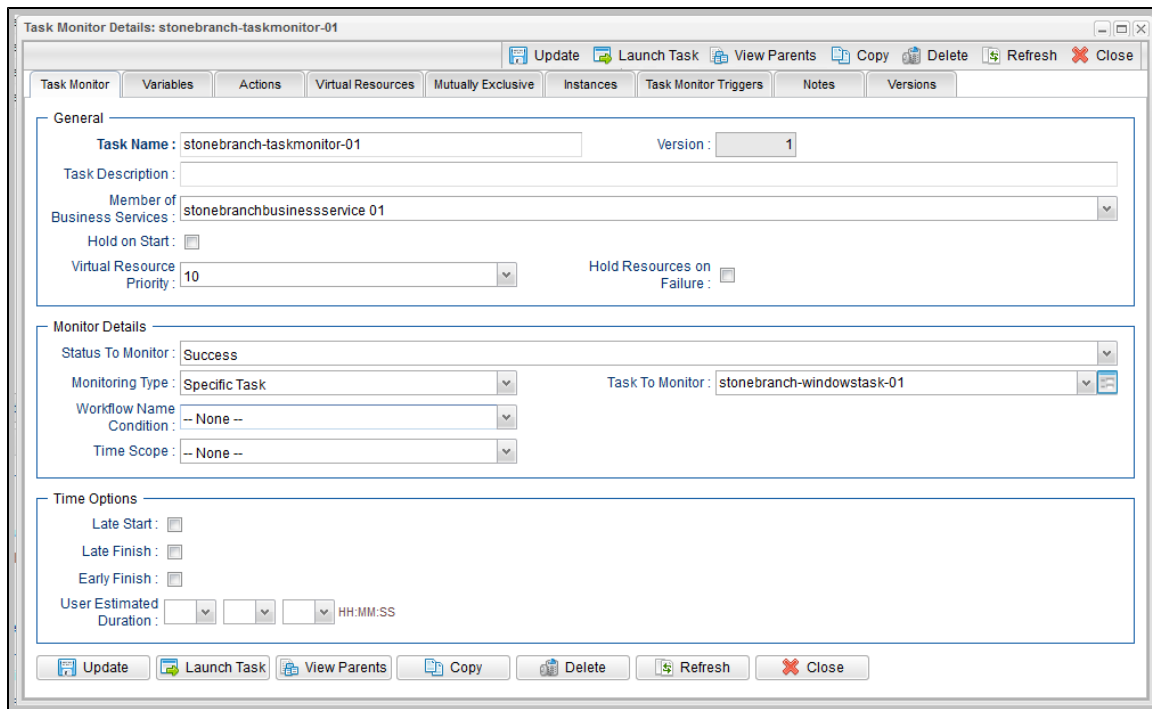 Task Monitor Details: stonebranch-taskmonitor-01
Update Launch Task View Parents Copy Delete Refresh Close
Task Monitor Variables Actions Virtual Resources Mutually Exclusive Instances Task Monitor Triggers Notes Versions
General
Task Name : stonebranch-taskmonitor-01 Version : 1
Task Description :
Member of
Business Services : stonebranchbusinessservice 01
Hold on Start :
Virtual Resource
Priority : 10
Hold Resources on
Failure :
Monitor Details
Status To Monitor : Success
Monitoring Type : Specific Task Task To Monitor : stonebranch-windowstask-01
Workflow Name
Condition : -- None --
Time Scope : -- None --
Time Options
Late Start :
Late Finish :
Early Finish :
User Estimated
Duration : HH:MM:SS
Update Launch Task View Parents Copy Delete Refresh Close